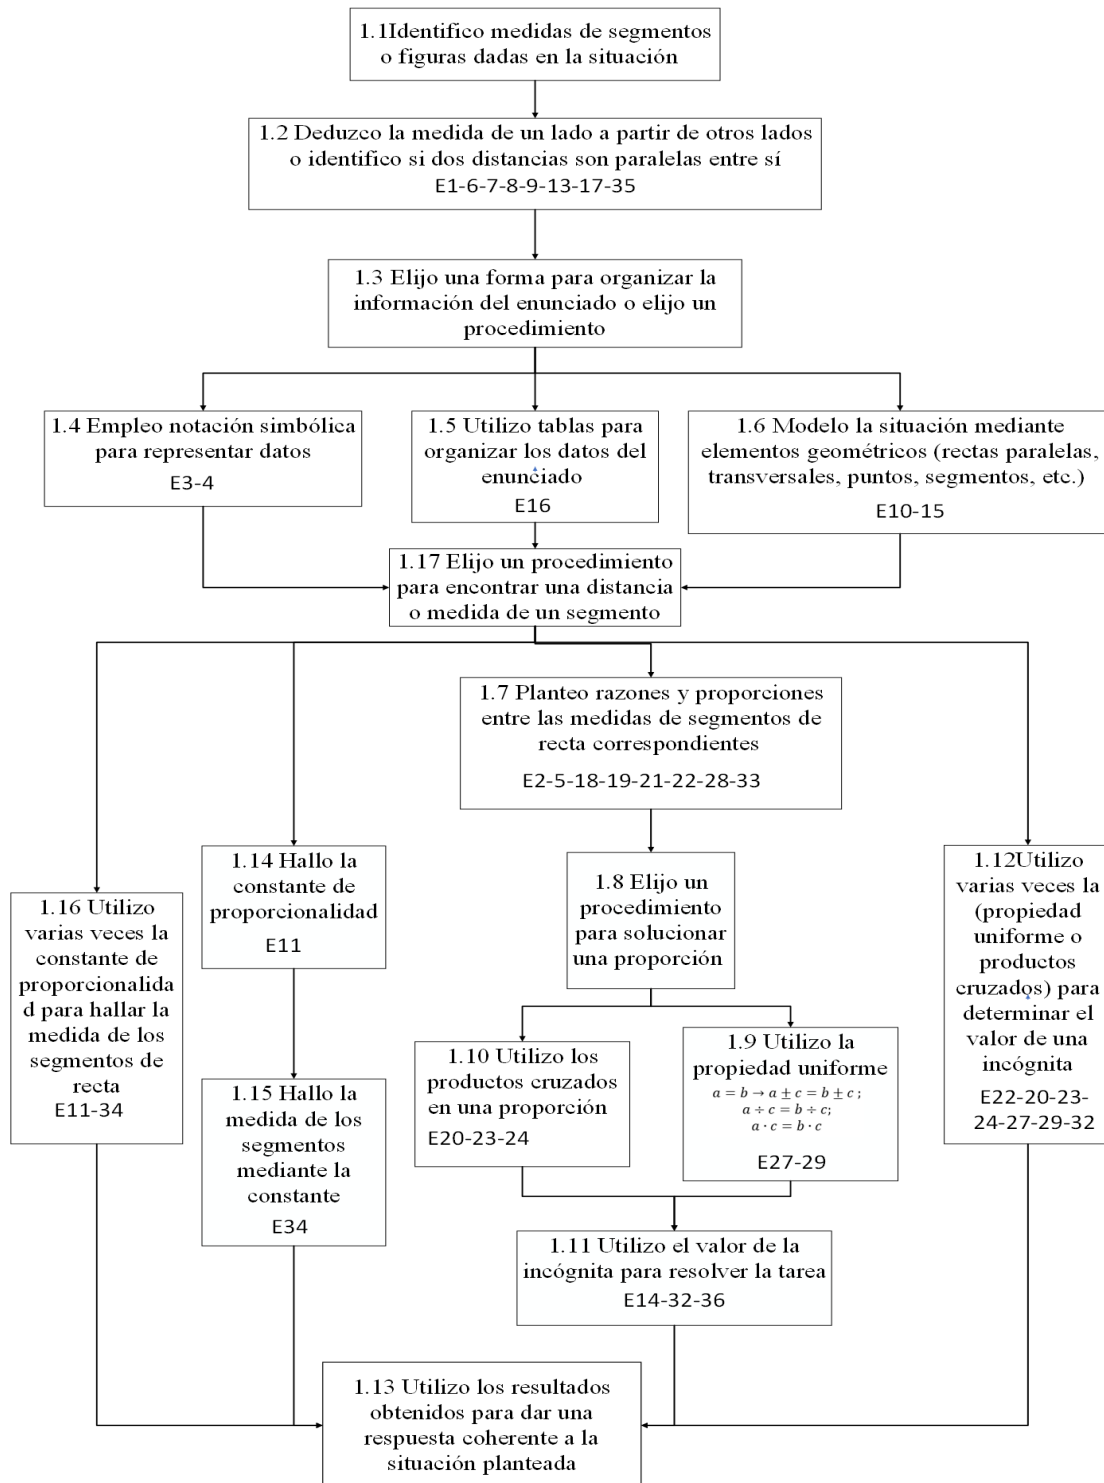 1.1Identifico medidas de segmentos
o figuras dadas en la situación
1.2 Deduzco la medida de un lado a partir de otros lados
o identifico si dos distancias son paralelas entre sí
E1-6-7-8-9-13-17-35
1.3 Elijo una forma para organizar la
información del enunciado o elijo un
procedimiento
1.4 Empleo notación simbólica
para representar datos
E3-4
1.5 Utilizo tablas para
organizar los datos del
enunciado
E16
1.6 Modelo la situación mediante
elementos geométricos (rectas paralelas,
transversales, puntos, segmentos, etc.)
E10-15
1.17 Elijo un procedimiento
para encontrar una distancia
o medida de un segmento
1.7 Planteo razones y proporciones
entre las medidas de segmentos de
recta correspondientes
E2-5-18-19-21-22-28-33
1.16 Utilizo
varias veces la
constante de
proporcionalida
d para hallar la
medida de los
segmentos de
recta
E11-34
1.14 Hallo la
constante de
proporcionalidad
E11
1.15 Hallo la
medida de los
segmentos
mediante la
constante
E34
1.8 Elijo un
procedimiento
para solucionar
una proporción
1.10 Utilizo los
productos cruzados
en una proporción
E20-23-24
1.9 Utilizo la
propiedad uniforme
a = b → a ± c = b ± c ;
a ÷ c = b ÷ c;
a · c = b · c
E27-29
1.12Utilizo
varias veces la
(propiedad
uniforme o
productos
cruzados) para
determinar el
valor de una
incógnita
E22-20-23-
24-27-29-32
1.11 Utilizo el valor de la
incógnita para resolver la tarea
E14-32-36
1.13 Utilizo los resultados
obtenidos para dar una
respuesta coherente a la
situación planteada